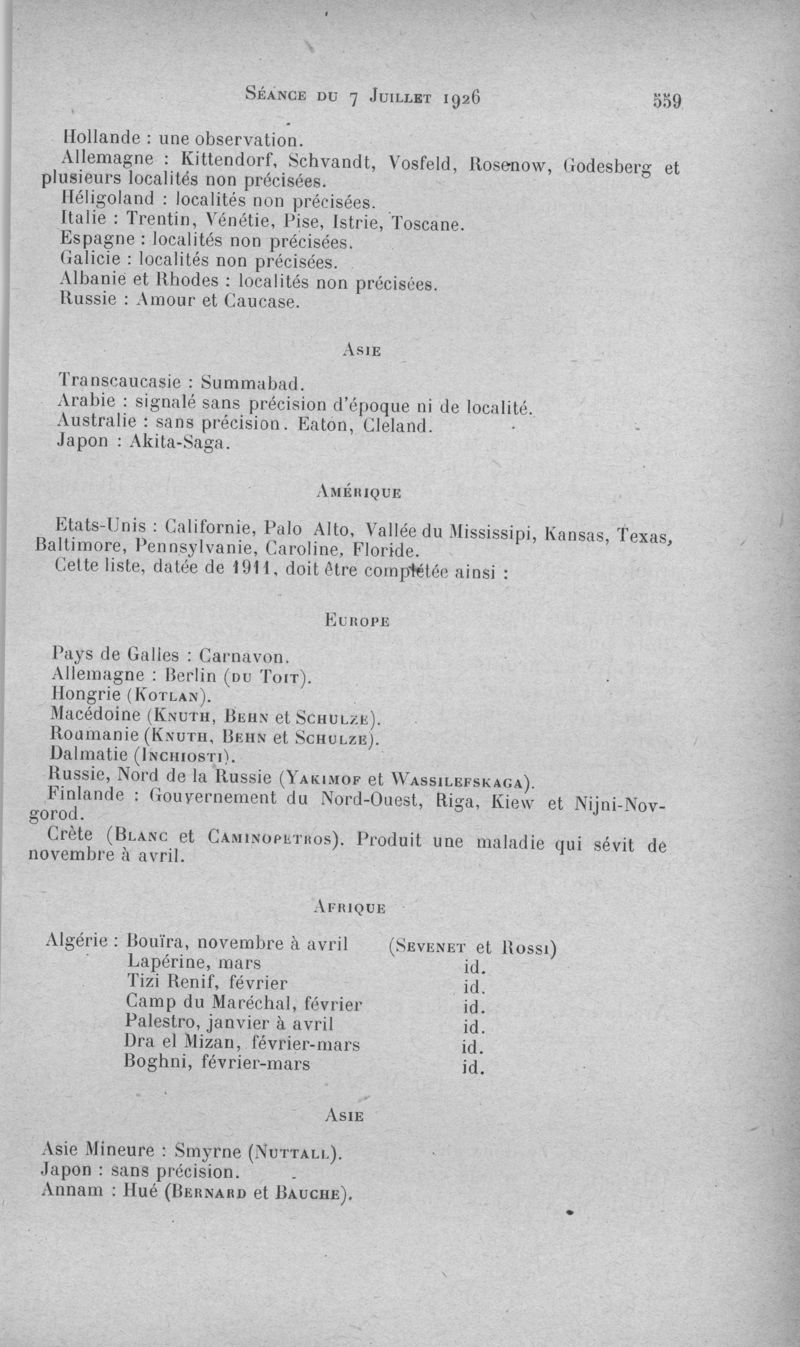 SÉANCE DU 7 JUILLET 1926 559
Hollande : une observation.
Allemagne : Kittendorf, Schvandt, Vosfeld, Rosenow, Godesberg et
plusieurs localités non précisées.
Héligoland : localités non précisées.
Italie : Trentin, Vénétie, Pise, Istrie, Toscane.
Espagne : localités non précisées.
Galicie : localités non précisées.
Albanie et Rhodes : localités non précisées.
Russie : Amour et Caucase.
ASIE
Transcaucasie : Summabad.
Arabie : signalé sans précision d'époque ni de localité.
Australie : sans précision. Eaton, Cleland.
Japon : Akita-Saga.
AMÉRIQUE
Etats-Unis : Californie, Palo Alto, Vallée du Mississipi, Kansas, Texas,
Baltimore, Pennsylvanie, Caroline, Floride.
Cette liste, datée de 1911, doit être complétée ainsi :
EUROPE
Pays de Galles : Carnavon.
Allemagne : Berlin (DU TOIT).
Hongrie (KOTLAN).
Macédoine (KNUTH, BEHN et SCHULZE).
Roumanie (KNUTH, BEHN et SCHULZE).
Dalmatie (INCHIOSTI).
Russie, Nord de la Russie (YAKIMOF et WASSILEFSKAGA).
Finlande : Gouvernement du Nord-Ouest, Riga, Kiew et Nijni-Nov-
gorod.
Crète (BLANC et CAMINOPETROS). Produit une maladie qui sévit de
novembre à avril.
AFRIQUE
Algérie : Bouïra, novembre à avril (SEVENET et ROSSI)
Lapérine, mars id.
Tizi Renif, février id.
Camp du Maréchal, février id.
Palestro, janvier à avril id.
Dra el Mizan, février-mars id.
Boghni, février-mars id.
ASIE
Asie Mineure : Smyrne (NUTTALL).
Japon : sans précision.
Annam : Hué (BERNARD et BAUCHE).